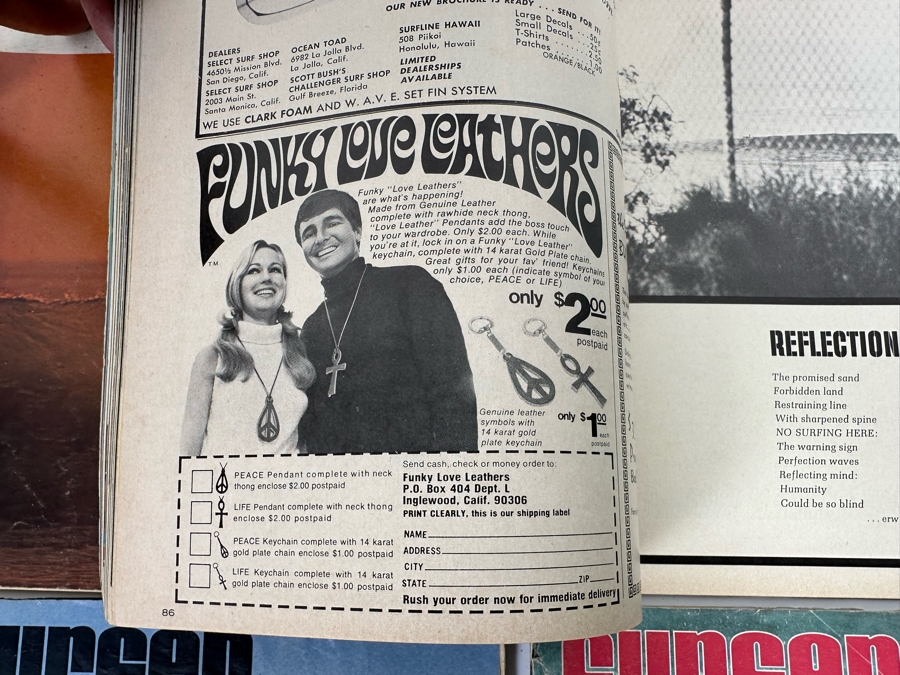 OUR NEW BROCHURE IS READY . . . SEND FOR
Large Decals
Small Decals
T-Shirts
Patches
ORANGE/BLACK
DEALERS
SELECT SURF SHOP
4650½ Mission Blvd.
San Diego, Calif.
SELECT SURF SHOP
2003 Main St.
Santa Monica, Calif.
OCEAN TOAD
6982 La Jolla Blvd.
La Jolla, Calif.
SCOTT BUSH'S
CHALLENGER SURF SHOP
Gulf Breeze, Florida
SURFLINE HAWAII
508 Piikoi
Honolulu, Hawaii
LIMITED
DEALERSHIPS
AVAILABLE
WE USE CLARK FOAM AND W. A. V. E. SET FIN SYSTEM
FUNKY LOVE LEATHERS
T.M.
Funky "Love Leathers"
are what's happening!
Made from Genuine Leather
complete with rawhide neck thong,
"Love Leather" Pendants add the boss touch
to your wardrobe. Only $2.00 each. While
you're at it, lock in on a Funky "Love Leather"
keychain, complete with 14 karat Gold Plate chain.
Great gifts for your fav' friend! Keychains
only $1.00 each (indicate symbol of your
choice, PEACE or LIFE)
only $2.00
each
postpaid
Genuine leather
symbols with
14 karat gold
plate keychain
only $1.00
each
postpaid
PEACE Pendant complete with neck
thong enclose $2.00 postpaid
LIFE Pendant complete with neck thong
enclose $2.00 postpaid
PEACE Keychain complete with 14 karat
gold plate chain enclose $1.00 postpaid
LIFE Keychain complete with 14 karat
gold plate chain enclose $1.00 postpaid
Send cash, check or money order to:
Funky Love Leathers
P.O. Box 404 Dept. L
Inglewood, Calif. 90306
PRINT CLEARLY, this is our shipping label
NAME
ADDRESS
CITY
STATE ZIP
Rush your order now for immediate delivery
86
REFLECTION
The promised sand
Forbidden land
Restraining line
With sharpened spine
NO SURFING HERE:
The warning sign
Perfection waves
Reflecting mind:
Humanity
Could be so blind
. . . erw